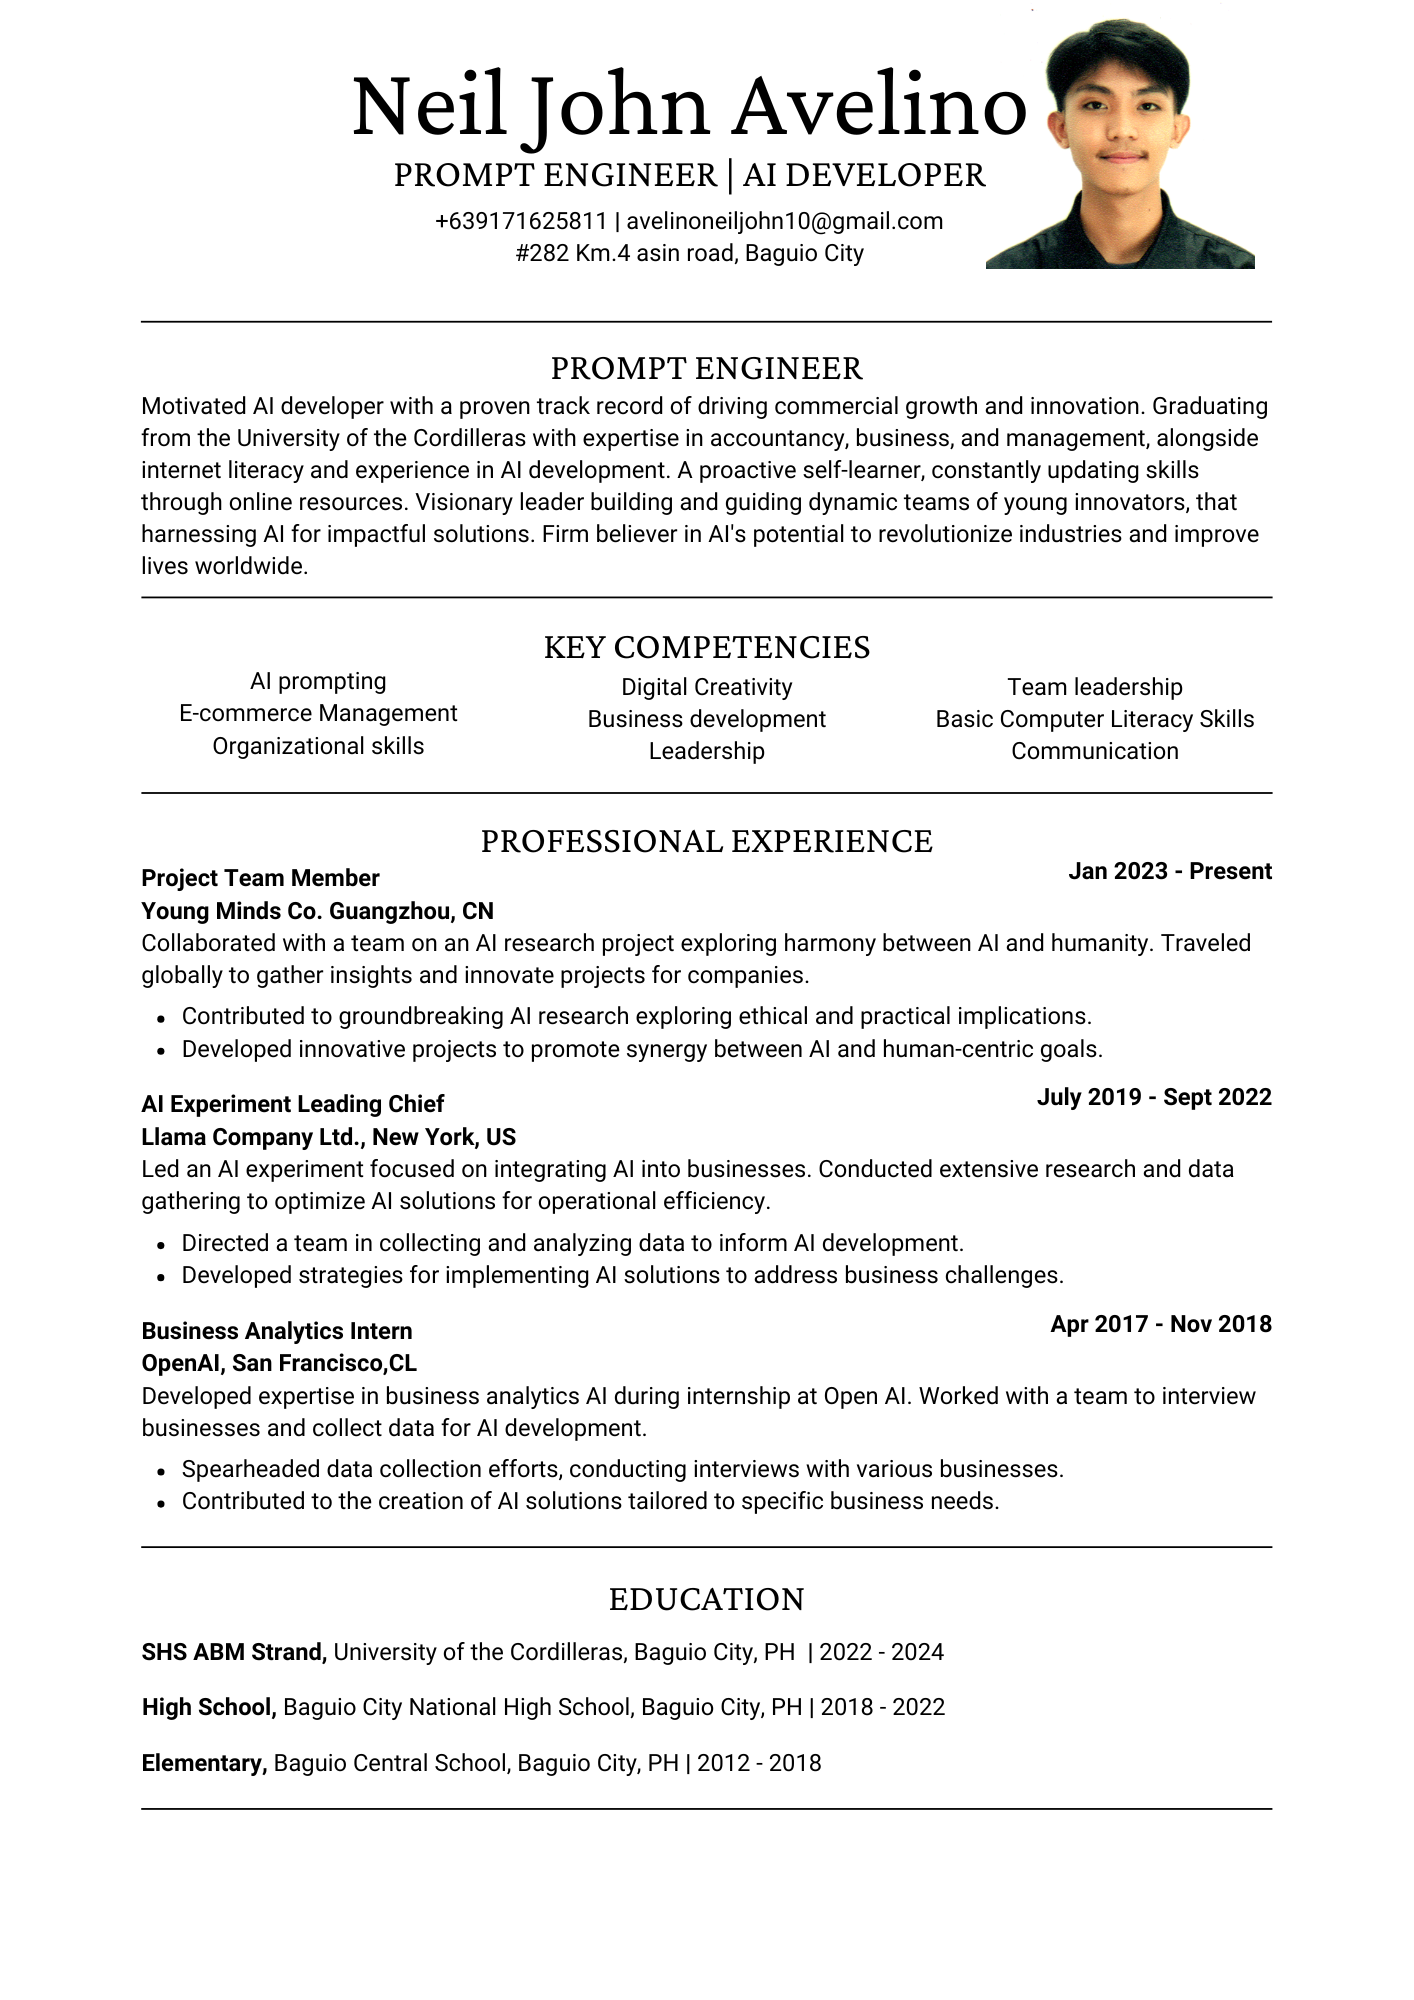 Neil John Avelino
PROMPT ENGINEER | AI DEVELOPER
+639171625811 | avelinoneiljohn10@gmail.com
#282 Km.4 asin road, Baguio City
PROMPT ENGINEER
Motivated AI developer with a proven track record of driving commercial growth and innovation. Graduating
from the University of the Cordilleras with expertise in accountancy, business, and management, alongside
internet literacy and experience in AI development. A proactive self-learner, constantly updating skills
through online resources. Visionary leader building and guiding dynamic teams of young innovators, that
harnessing AI for impactful solutions. Firm believer in AI's potential to revolutionize industries and improve
lives worldwide.
KEY COMPETENCIES
AI prompting
E-commerce Management
Organizational skills
Digital Creativity
Business development
Leadership
Team leadership
Basic Computer Literacy Skills
Communication
PROFESSIONAL EXPERIENCE
Project Team Member
Jan 2023 - Present
Young Minds Co. Guangzhou, CN
Collaborated with a team on an AI research project exploring harmony between AI and humanity. Traveled
globally to gather insights and innovate projects for companies.
• Contributed to groundbreaking AI research exploring ethical and practical implications.
• Developed innovative projects to promote synergy between AI and human-centric goals.
AI Experiment Leading Chief
July 2019 - Sept 2022
Llama Company Ltd., New York, US
Led an AI experiment focused on integrating AI into businesses. Conducted extensive research and data
gathering to optimize AI solutions for operational efficiency.
• Directed a team in collecting and analyzing data to inform AI development.
• Developed strategies for implementing AI solutions to address business challenges.
Business Analytics Intern
Apr 2017 - Nov 2018
OpenAI, San Francisco,CL
Developed expertise in business analytics AI during internship at Open AI. Worked with a team to interview
businesses and collect data for AI development.
• Spearheaded data collection efforts, conducting interviews with various businesses.
• Contributed to the creation of AI solutions tailored to specific business needs.
EDUCATION
SHS ABM Strand, University of the Cordilleras, Baguio City, PH | 2022 - 2024
High School, Baguio City National High School, Baguio City, PH | 2018 - 2022
Elementary, Baguio Central School, Baguio City, PH | 2012 - 2018